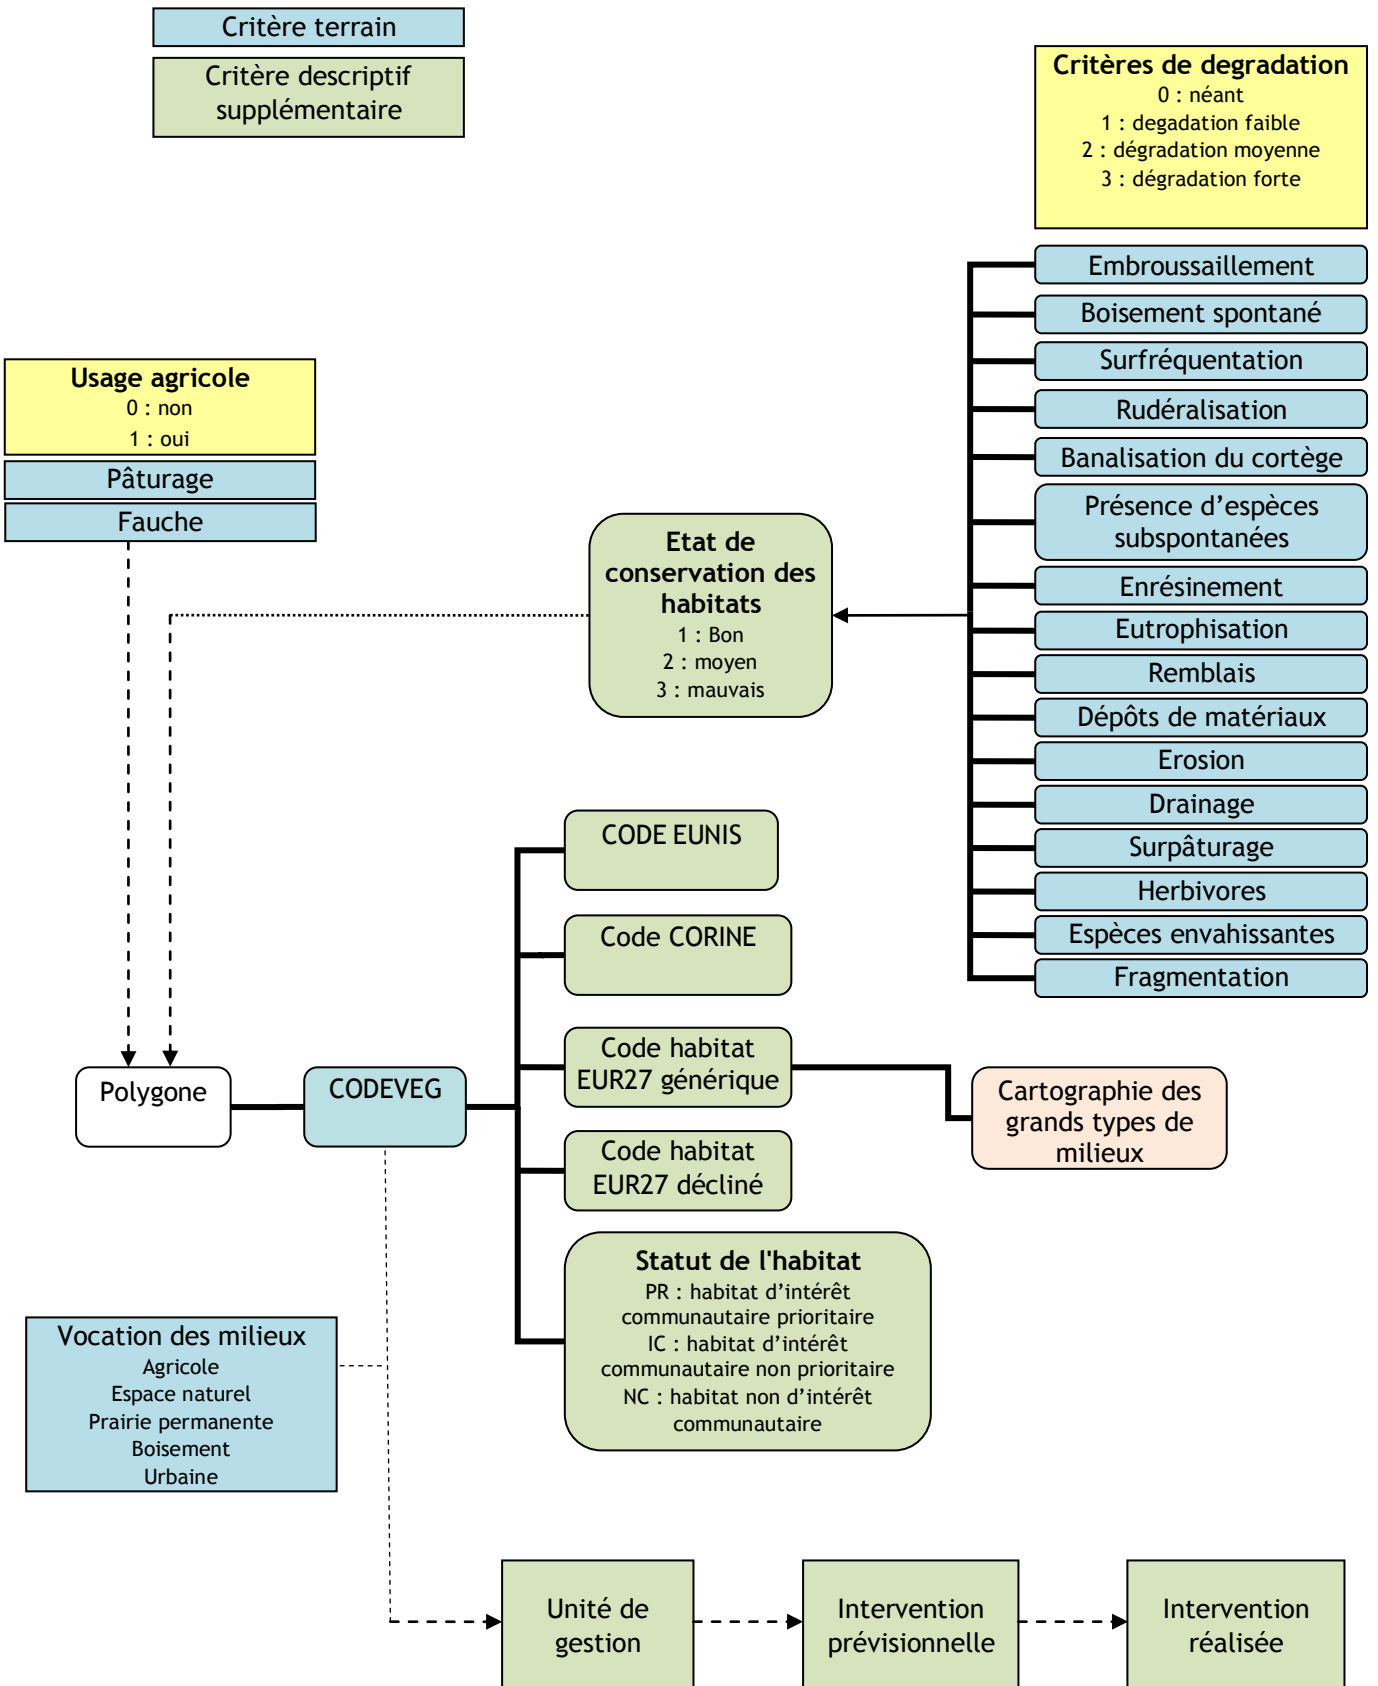 Critère terrain
Critère descriptif
supplémentaire
Critères de degradation
0 : néant
1 : degadation faible
2 : dégradation moyenne
3 : dégradation forte
Embroussaillement
Boisement spontané
Surfréquentation
Rudéralisation
Banalisation du cortège
Présence d’espèces
subspontanées
Enrésinement
Eutrophisation
Remblais
Dépôts de matériaux
Erosion
Drainage
Surpâturage
Herbivores
Espèces envahissantes
Fragmentation
Usage agricole
0 : non
1 : oui
Pâturage
Fauche
Etat de
conservation des
habitats
1 : Bon
2 : moyen
3 : mauvais
Polygone
CODEVEG
CODE EUNIS
Code CORINE
Code habitat
EUR27 générique
Code habitat
EUR27 décliné
Cartographie des
grands types de
milieux
Statut de l'habitat
PR : habitat d’intérêt
communautaire prioritaire
IC : habitat d’intérêt
communautaire non prioritaire
NC : habitat non d’intérêt
communautaire
Vocation des milieux
Agricole
Espace naturel
Prairie permanente
Boisement
Urbaine
Unité de
gestion
Intervention
prévisionnelle
Intervention
réalisée